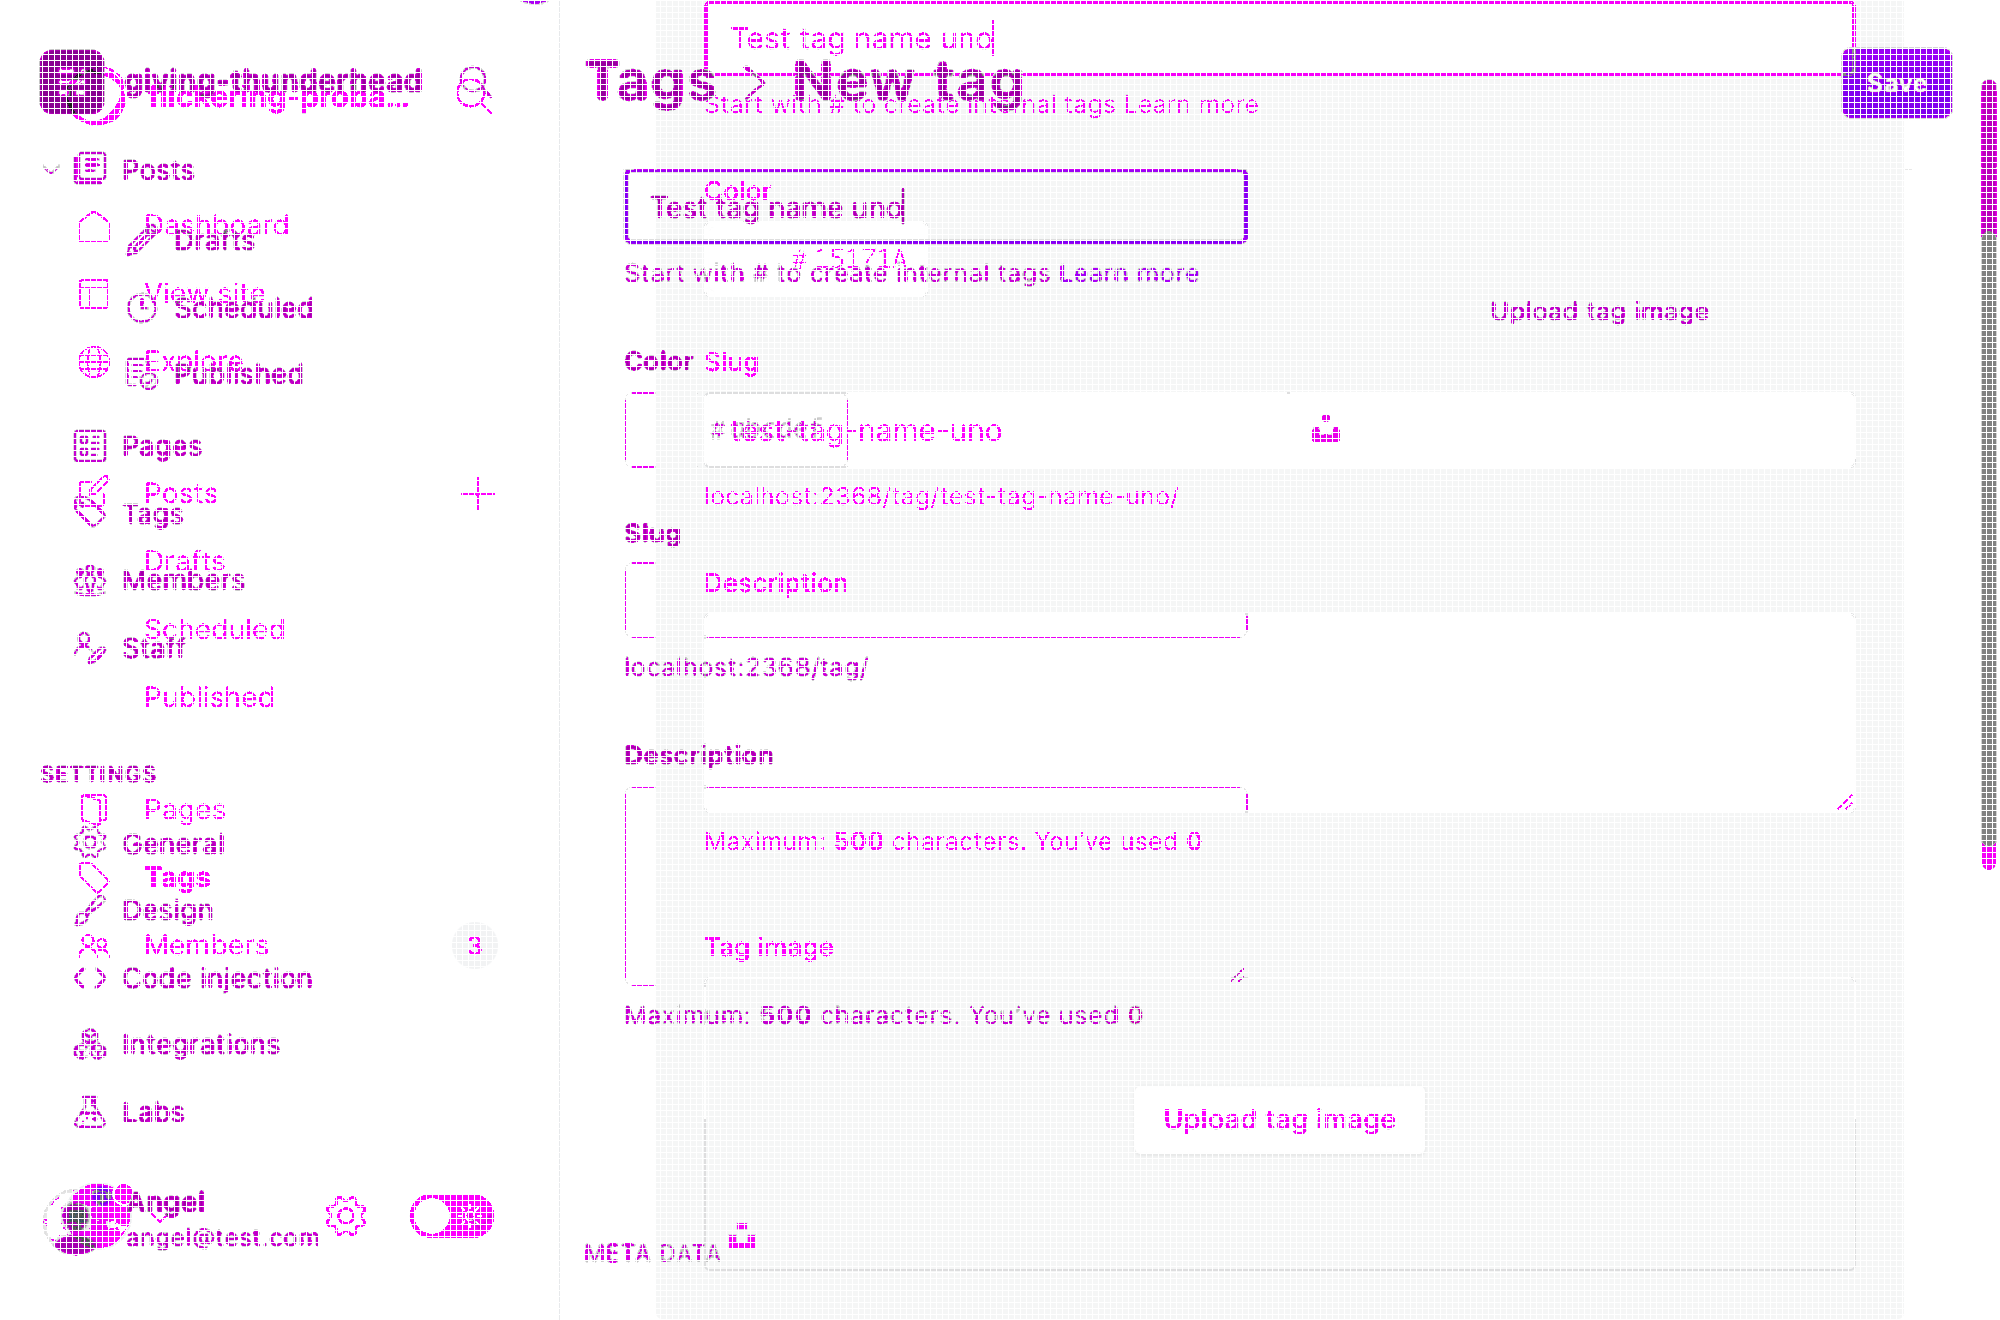 giving-thunderhead
Posts
Dashboard
Drafts
View site
Scheduled
Explore
Published
Pages
Posts
Tags
Drafts
Members
Scheduled
Staff
Published
SETTINGS
Pages
General
Tags
Design
Members 3
Code injection
Integrations
Labs
Angel
angel@test.com
Test tag name uno
Tags > New tag
Save
Start with # to create internal tags Learn more
Color
Test tag name uno
Start with # to create internal tags Learn more
Upload tag image
Color
Slug
test-tag-name-uno
localhost:2368/tag/test-tag-name-uno/
Slug
Description
localhost:2368/tag/
Description
Maximum: 500 characters. You've used 0
Tag image
Maximum: 500 characters. You've used 0
Upload tag image
META DATA